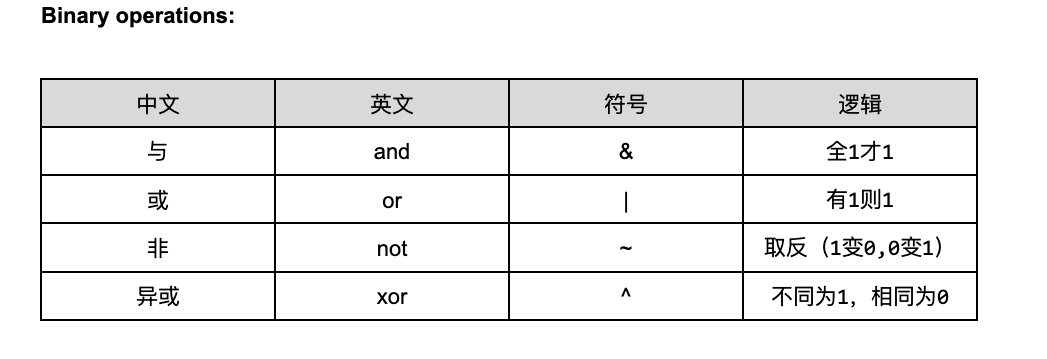 Binary operations:
中文 英文 符号 逻辑
与 and & 全1才1
或 or | 有1则1
非 not ~ 取反（1变0,0变1）
异或 xor ^ 不同为1，相同为0